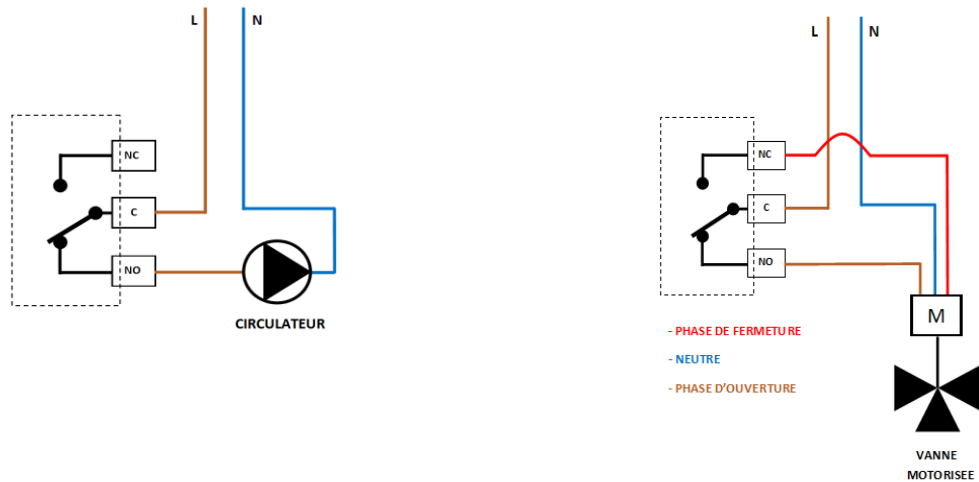 L
N
NC
C
NO
CIRCULATEUR
L
N
NC
C
NO
- PHASE DE FERMETURE
- NEUTRE
- PHASE D'OUVERTURE
M
VANNE
MOTORISEE